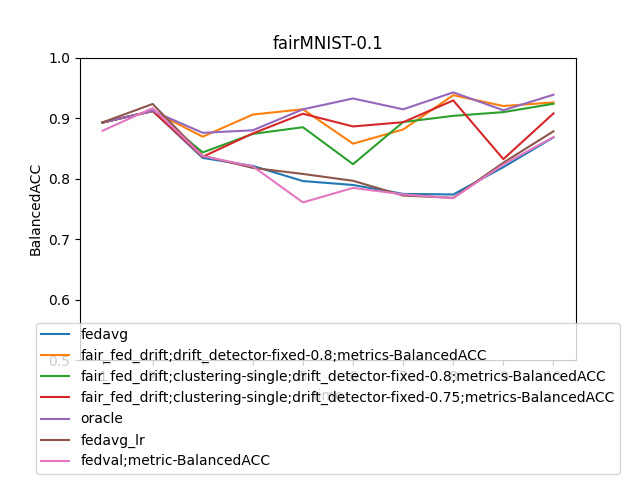 fairMNIST-0.1
BalancedACC
1.0
0.9
0.8
0.7
0.6
0.5
fedavg
fair_fed_drift;drift_detector-fixed-0.8;metrics-BalancedACC
fair_fed_drift;clustering-single;drift_detector-fixed-0.8;metrics-BalancedACC
fair_fed_drift;clustering-single;drift_detector-fixed-0.75;metrics-BalancedACC
oracle
fedavg_lr
fedval;metric-BalancedACC